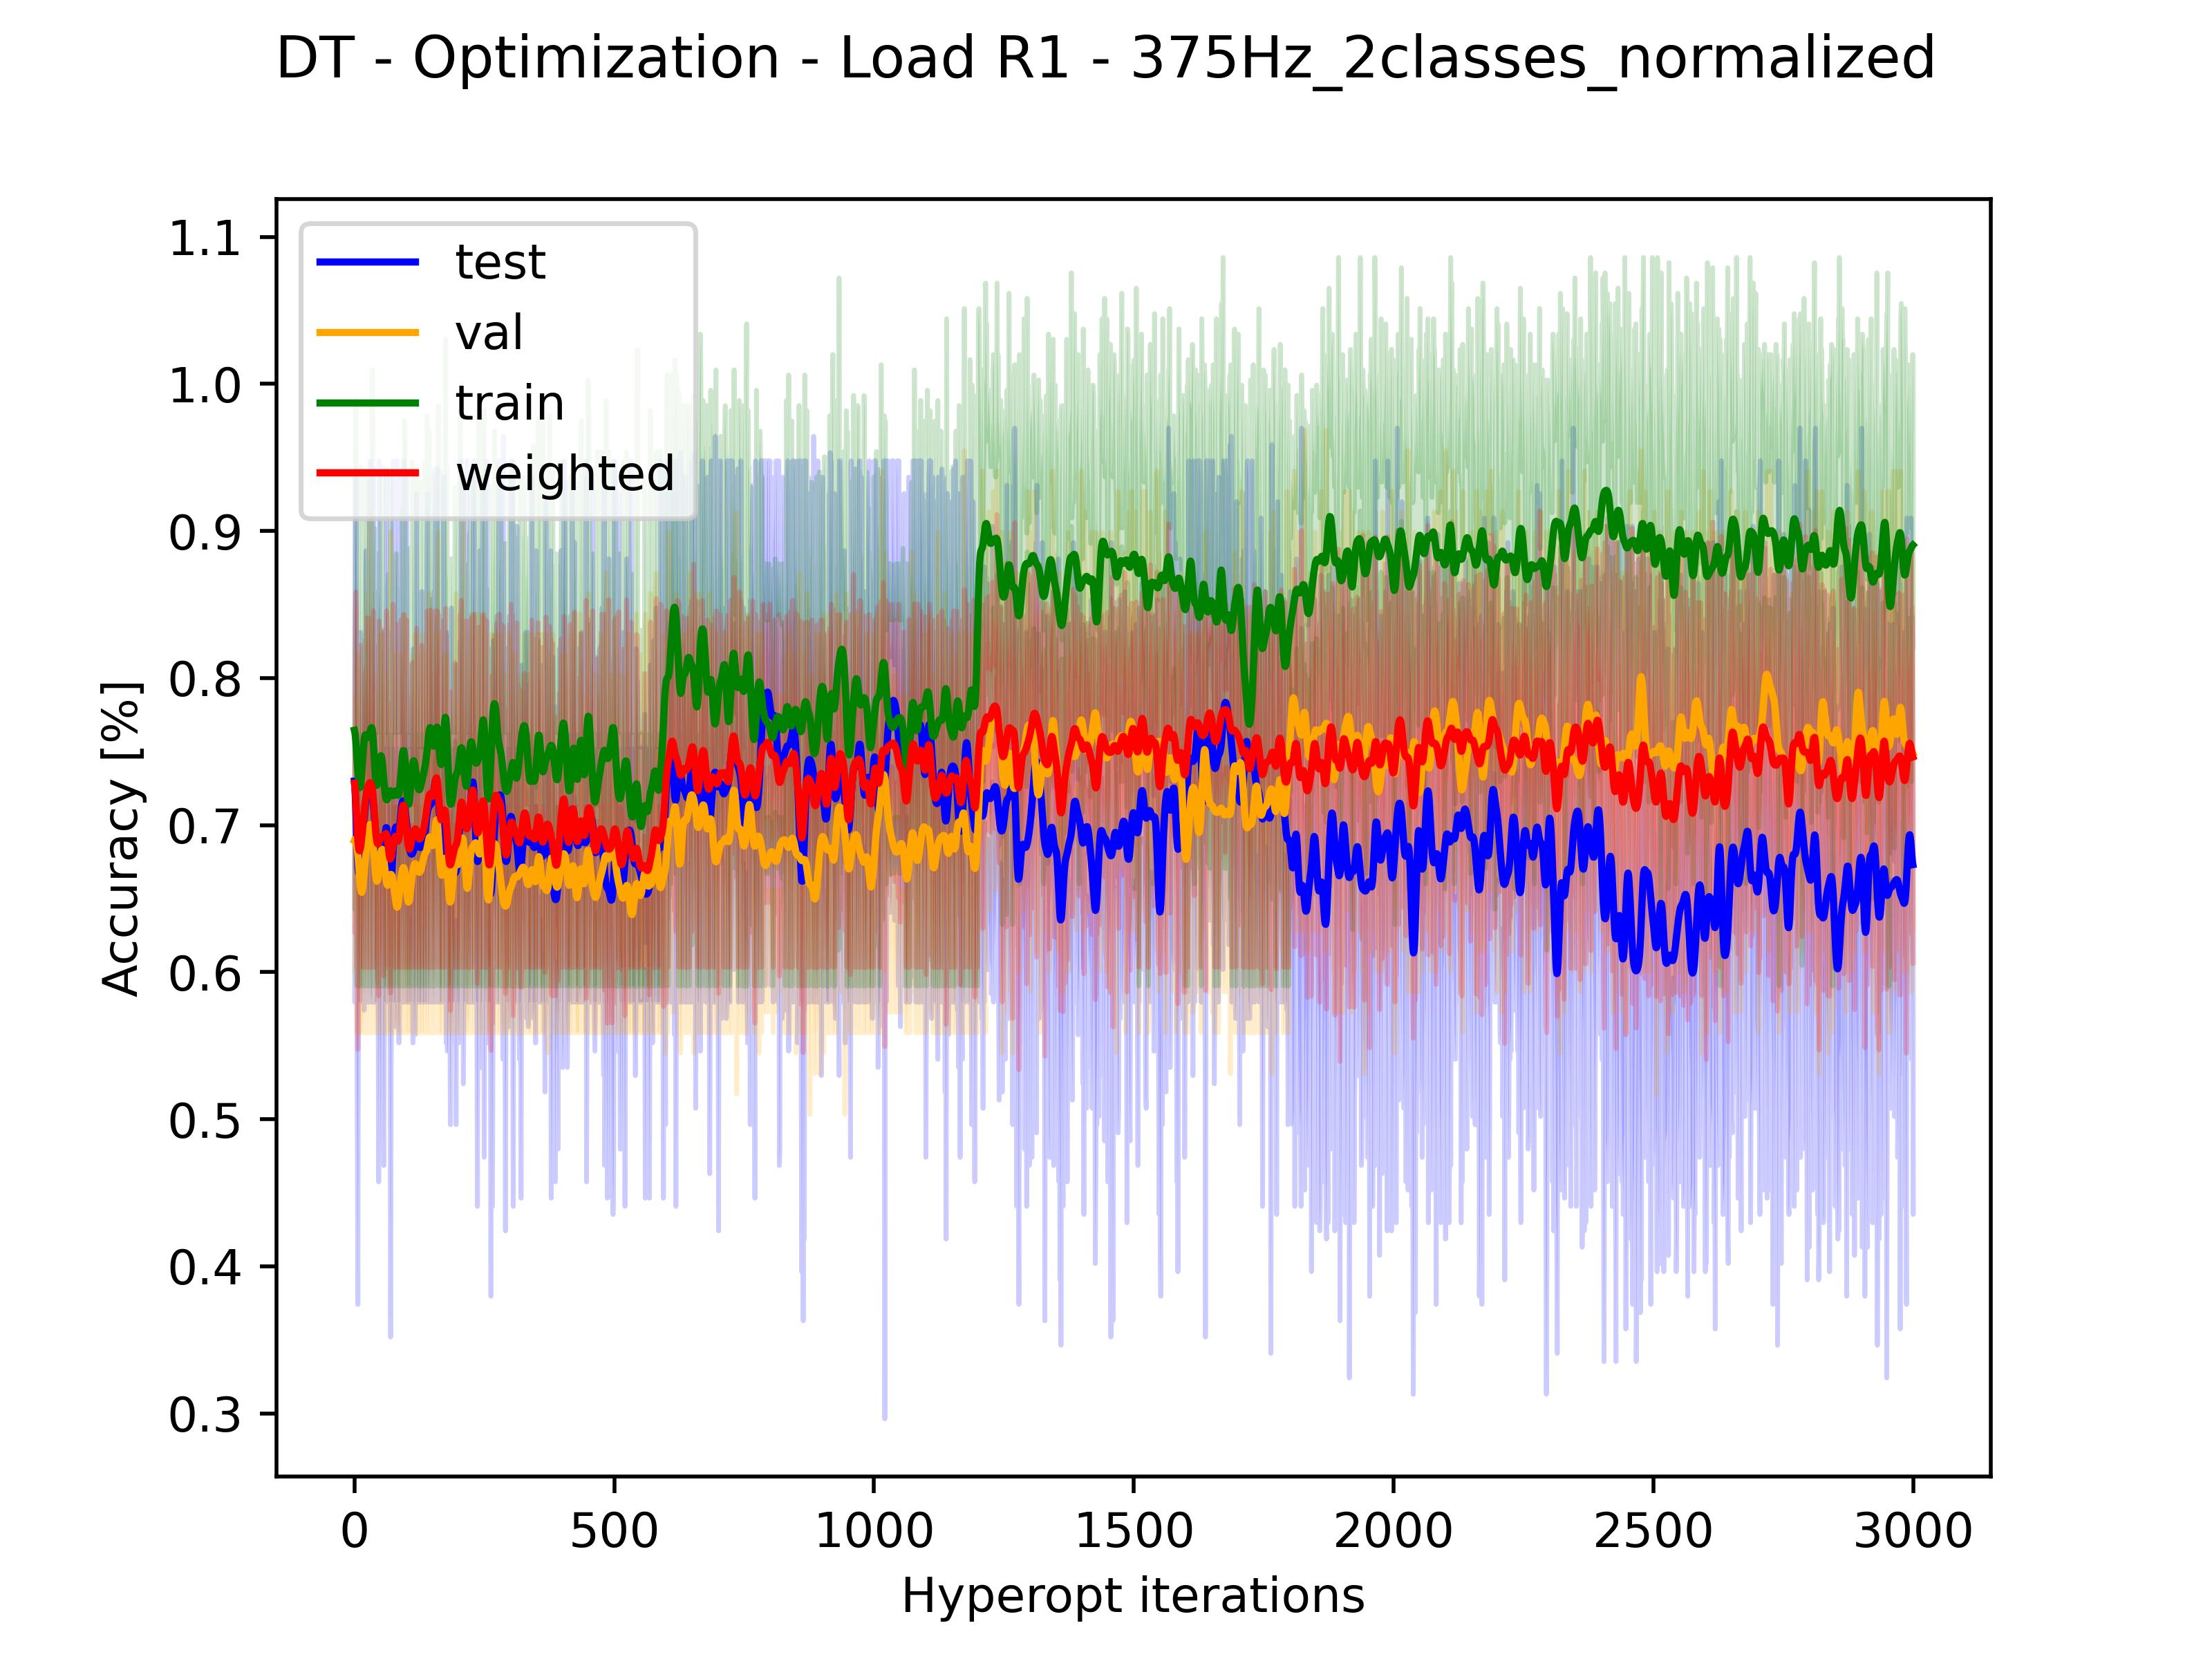 DT - Optimization - Load R1 - 375Hz_2classes_normalized
test
val
train
weighted
1.1
1.0
0.9
0.8
0.7
0.6
0.5
0.4
0.3
Accuracy [%]
0 500 1000 1500 2000 2500 3000
Hyperopt iterations